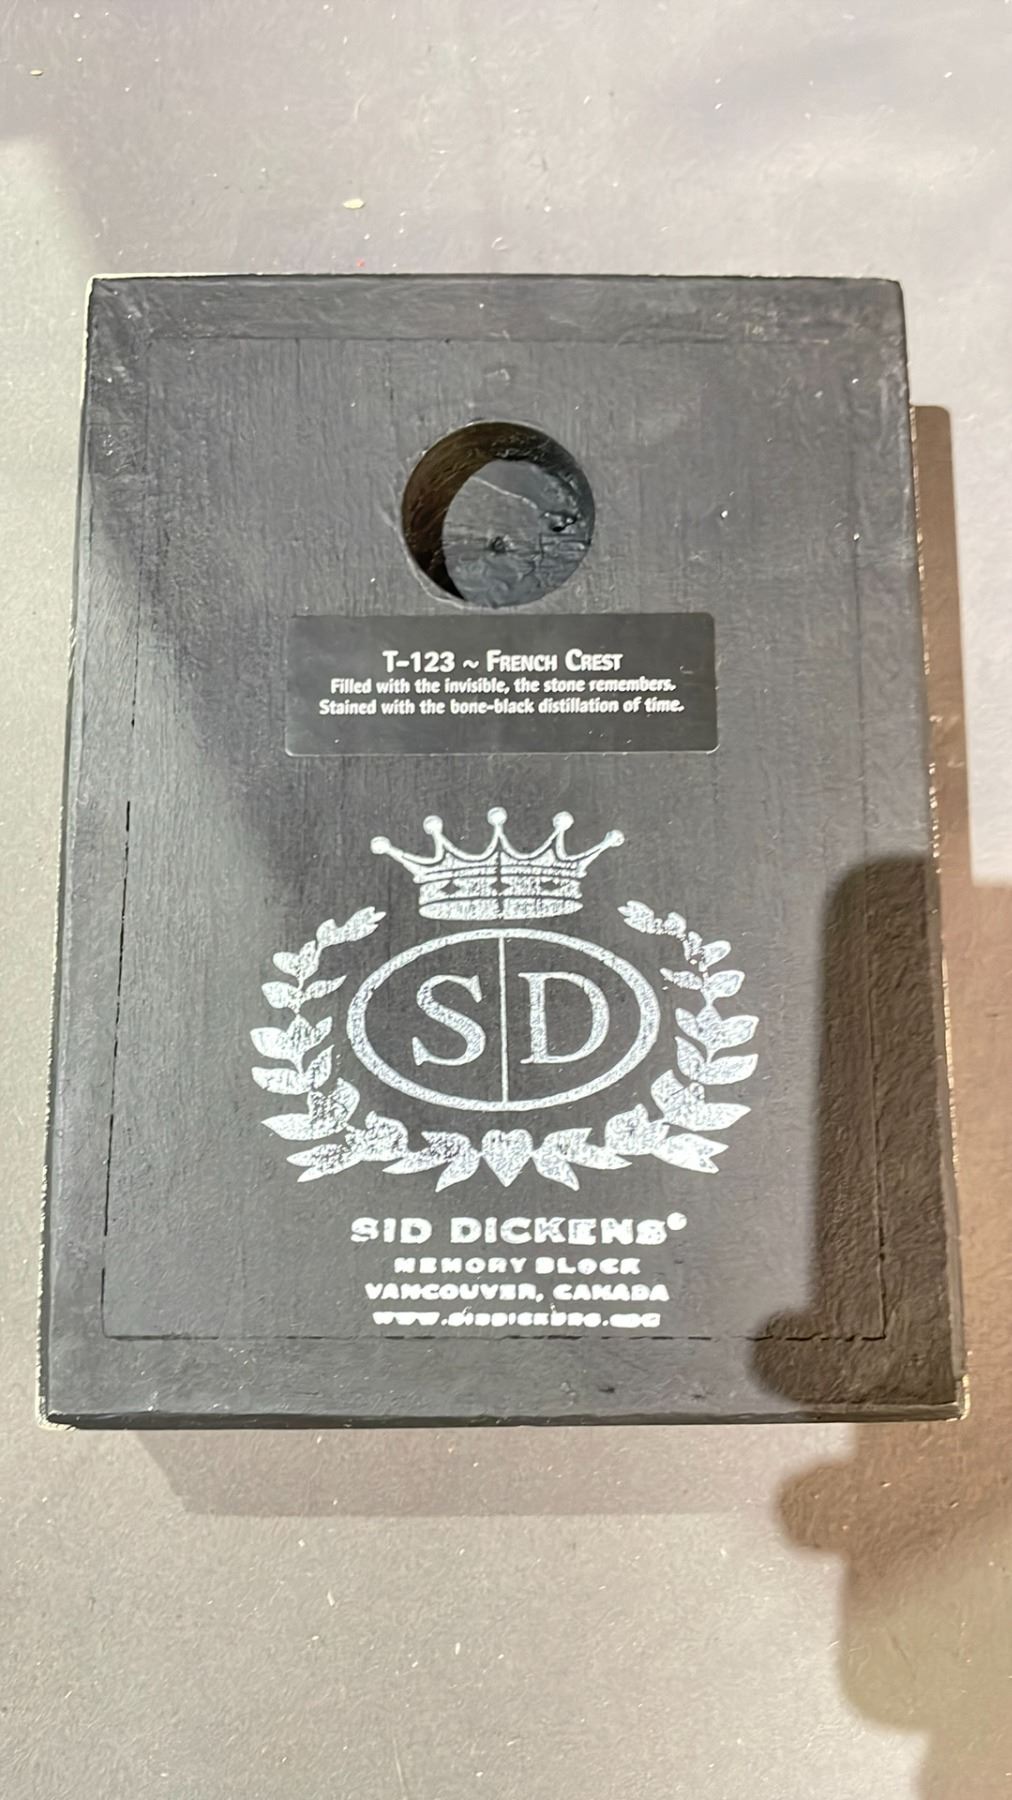 T-123 ~ FRENCH CREST
Filled with the invisible, the stone remembers.
Stained with the bone-black distillation of time.
S D
SID DICKENS®
MEMORY BLOCK
VANCOUVER, CANADA